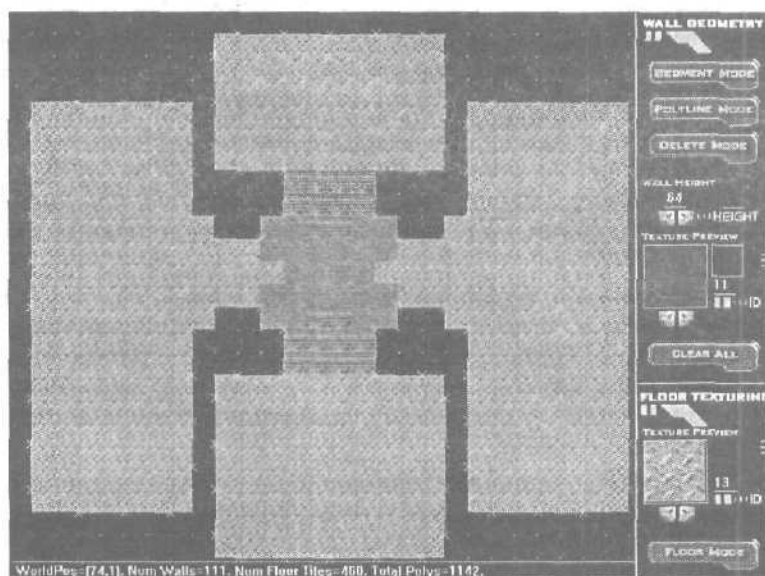 WALL GEOMETRY
SEGMENT MODE
POLYLINE MODE
DELETE MODE
WALL HEIGHT
64
HEIGHT
TEXTURE PREVIEW
11
ID
CLEAR ALL
FLOOR TEXTURING
TEXTURE PREVIEW
13
ID
FLOOR MODE
WorldPos=(74,1), Num Walls=111, Num Floor Tiles=460, Total Polys=1142,